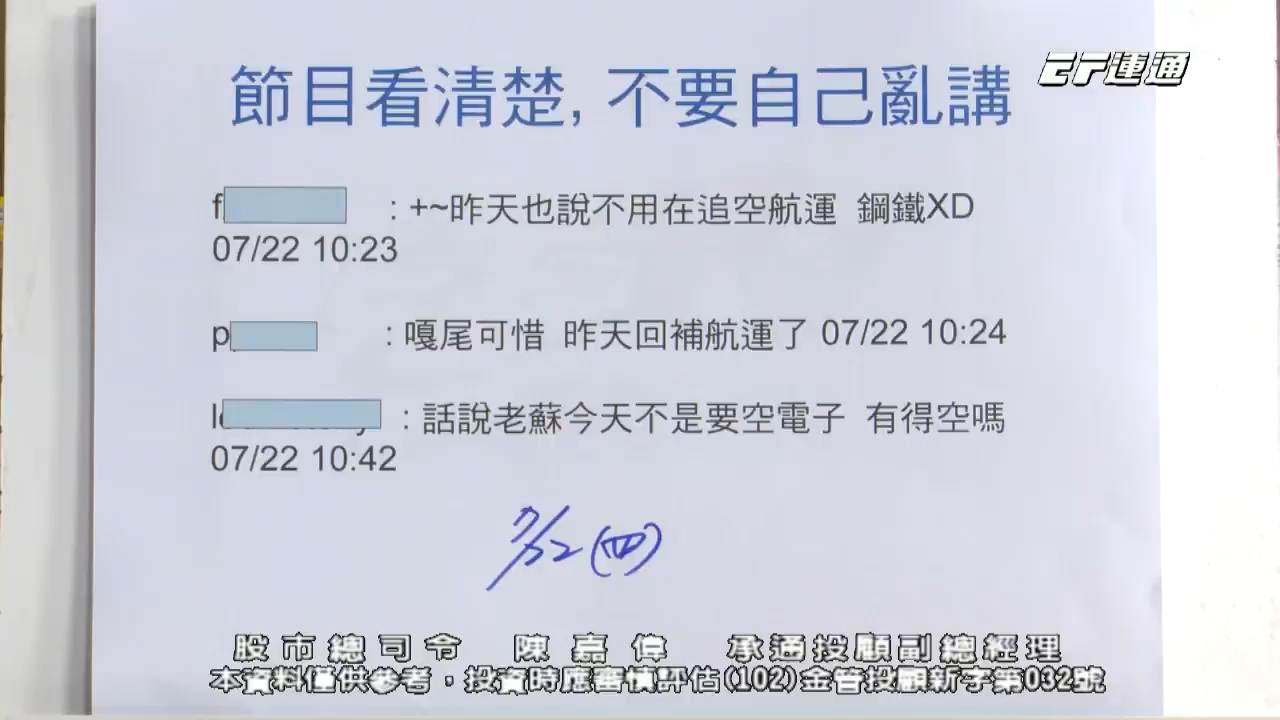 運通
節目看清楚, 不要自己亂講
f : +~昨天也說不用在追空航運 鋼鐵XD
07/22 10:23
p : 嘎尾可惜 昨天回補航運了 07/22 10:24
l : 話說老蘇今天不是要空電子 有得空嗎
07/22 10:42
7/22 (四)
股市總司令 陳嘉偉 承通投顧副總經理
本資料僅供參考，投資時應審慎評估(102)金管投顧新字第032號